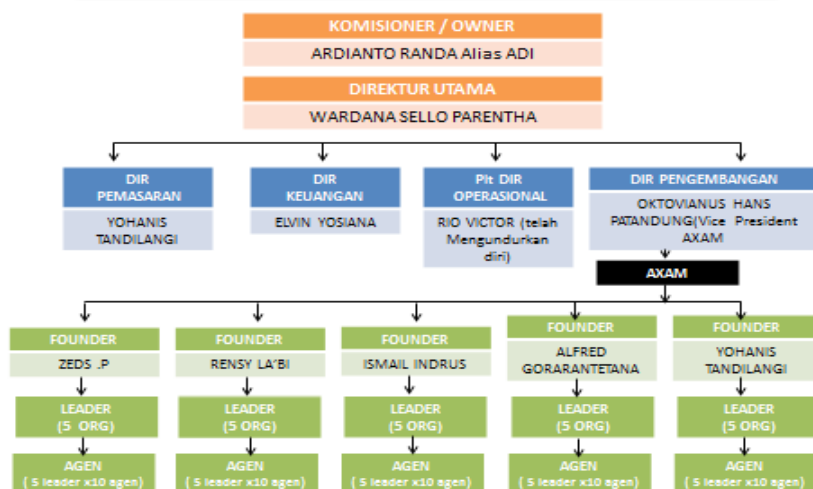 KOMISIONER / OWNER
ARDIANTO RANDA Alias ADI
DIREKTUR UTAMA
WARDANA SELLO PARENTHA
DIR
PEMASARAN
YOHANIS
TANDILANGI
DIR
KEUANGAN
ELVIN YOSIANA
Plt DIR
OPERASIONAL
RIO VICTOR (telah
Mengundurkan
diri)
DIR PENGEMBANGAN
OKTOVIANUS HANS
PATANDUNG(Vice President
AXAM
AXAM
FOUNDER
ZEDS .P
FOUNDER
RENSY LA'BI
FOUNDER
ISMAIL INDRUS
FOUNDER
ALFRED
GORARANTETANA
FOUNDER
YOHANIS
TANDILANGI
LEADER
(5 ORG)
LEADER
(5 ORG)
LEADER
(5 ORG)
LEADER
(5 ORG)
LEADER
(5 ORG)
AGEN
( 5 leader x10 agen)
AGEN
( 5 leader x10 agen)
AGEN
( 5 leader x10 agen)
AGEN
( 5 leader x10 agen)
AGEN
( 5 leader x10 agen)